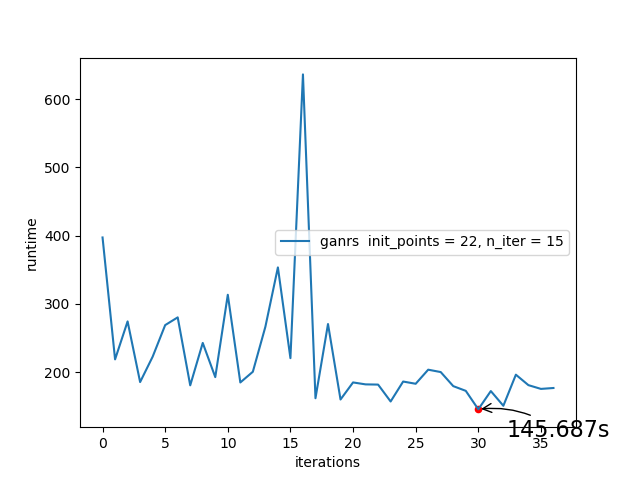 600
500
400
300
200
runtime
ganrs  init_points = 22, n_iter = 15
145.687s
0 5 10 15 20 25 30 35
iterations